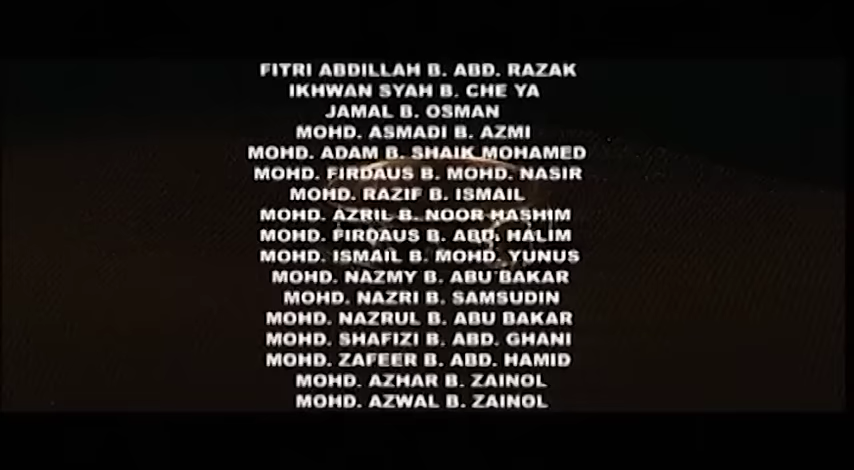 FITRI ABDILLAH B. ABD. RAZAK
IKHWAN SYAH B. CHE YA
JAMAL B. OSMAN
MOHD. ASMADI B. AZMI
MOHD. ADAM B. SHAIK MOHAMED
MOHD. FIRDAUS B. MOHD. NASIR
MOHD. RAZIF B. ISMAIL
MOHD. AZRIL B. NOOR HASHIM
MOHD. FIRDAUS B. ABD. HALIM
MOHD. ISMAIL B. MOHD. YUNUS
MOHD. NAZMY B. ABU BAKAR
MOHD. NAZRI B. SAMSUDIN
MOHD. NAZRUL B. ABU BAKAR
MOHD. SHAFIZI B. ABD. GHANI
MOHD. ZAFEER B. ABD. HAMID
MOHD. AZHAR B. ZAINOL
MOHD. AZWAL B. ZAINOL